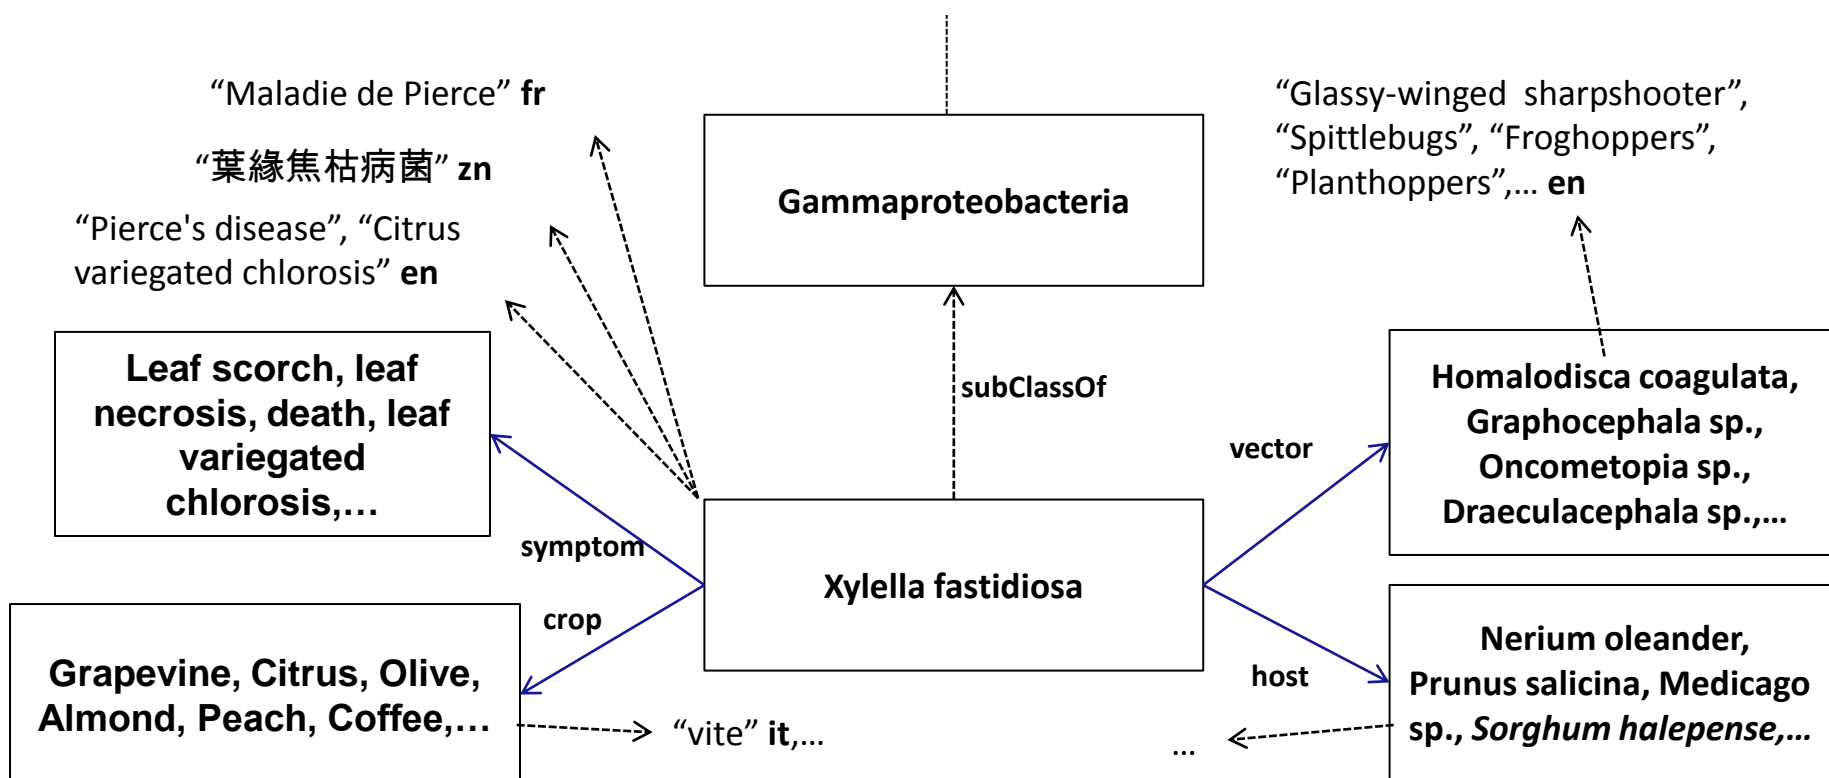 “Maladie de Pierce” fr
“葉緣焦枯病菌” zn
“Pierce's disease”, “Citrus
variegated chlorosis” en
Gammaproteobacteria
“Glassy-winged sharpshooter”,
“Spittlebugs”, “Froghoppers”,
“Planthoppers”,... en
Leaf scorch, leaf
necrosis, death, leaf
variegated
chlorosis,...
subClassOf
vector
Homalodisca coagulata,
Graphocephala sp.,
Oncometopia sp.,
Draeculacephala sp.,...
symptom
Xylella fastidiosa
crop
host
Grapevine, Citrus, Olive,
Almond, Peach, Coffee,...
“vite” it,...
...
Nerium oleander,
Prunus salicina, Medicago
sp., Sorghum halepense,...